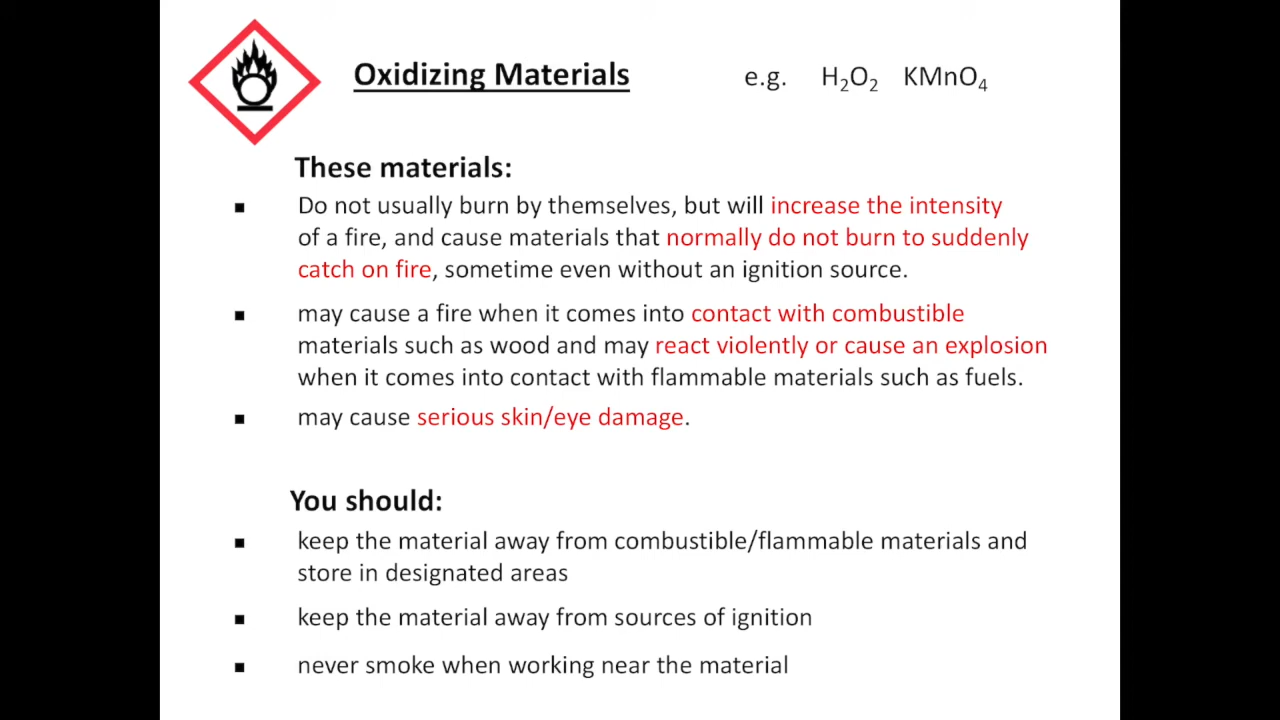 Oxidizing Materials e.g. H₂O₂ KMnO₄
These materials:
▪ Do not usually burn by themselves, but will increase the intensity
of a fire, and cause materials that normally do not burn to suddenly
catch on fire, sometime even without an ignition source.
▪ may cause a fire when it comes into contact with combustible
materials such as wood and may react violently or cause an explosion
when it comes into contact with flammable materials such as fuels.
▪ may cause serious skin/eye damage.
You should:
▪ keep the material away from combustible/flammable materials and
store in designated areas
▪ keep the material away from sources of ignition
▪ never smoke when working near the material